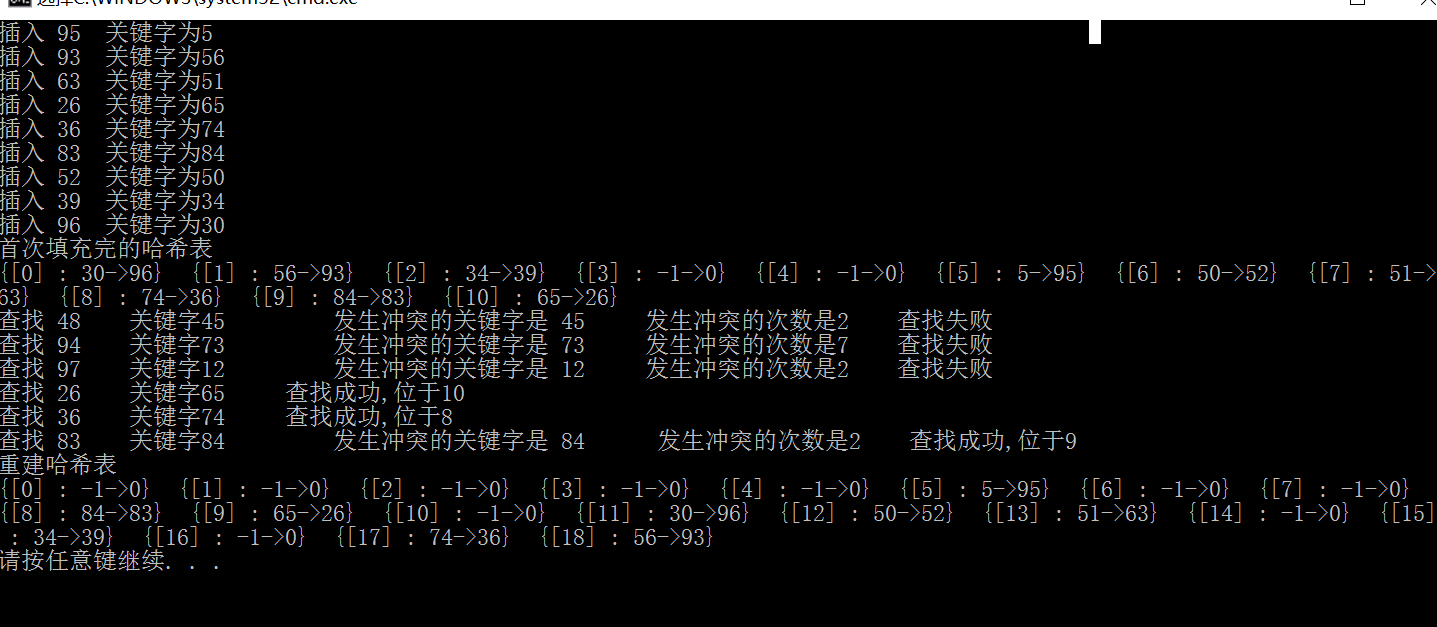 选择C:\WINDOWS\system32\cmd.exe
插入 95  关键字为5
插入 93  关键字为56
插入 63  关键字为51
插入 26  关键字为65
插入 36  关键字为74
插入 83  关键字为84
插入 52  关键字为50
插入 39  关键字为34
插入 96  关键字为30
首次填充完的哈希表
{[0] : 30->96}  {[1] : 56->93}  {[2] : 34->39}  {[3] : -1->0}  {[4] : -1->0}  {[5] : 5->95}  {[6] : 50->52}  {[7] : 51->
63}  {[8] : 74->36}  {[9] : 84->83}  {[10] : 65->26}
查找 48    关键字45         发生冲突的关键字是 45     发生冲突的次数是2    查找失败
查找 94    关键字73         发生冲突的关键字是 73     发生冲突的次数是7    查找失败
查找 97    关键字12         发生冲突的关键字是 12     发生冲突的次数是2    查找失败
查找 26    关键字65     查找成功,位于10
查找 36    关键字74     查找成功,位于8
查找 83    关键字84         发生冲突的关键字是 84      发生冲突的次数是2    查找成功,位于9
重建哈希表
{[0] : -1->0}  {[1] : -1->0}  {[2] : -1->0}  {[3] : -1->0}  {[4] : -1->0}  {[5] : 5->95}  {[6] : -1->0}  {[7] : -1->0}
{[8] : 84->83}  {[9] : 65->26}  {[10] : -1->0}  {[11] : 30->96}  {[12] : 50->52}  {[13] : 51->63}  {[14] : -1->0}  {[15]
 : 34->39}  {[16] : -1->0}  {[17] : 74->36}  {[18] : 56->93}
请按任意键继续. . .